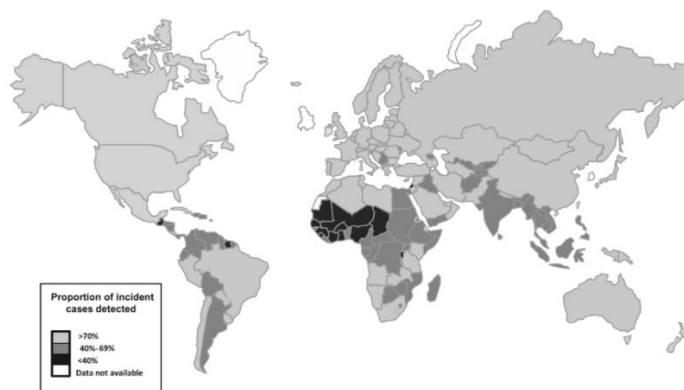 Proportion of incident
cases detected
>70%
40%-69%
<40%
Data not available